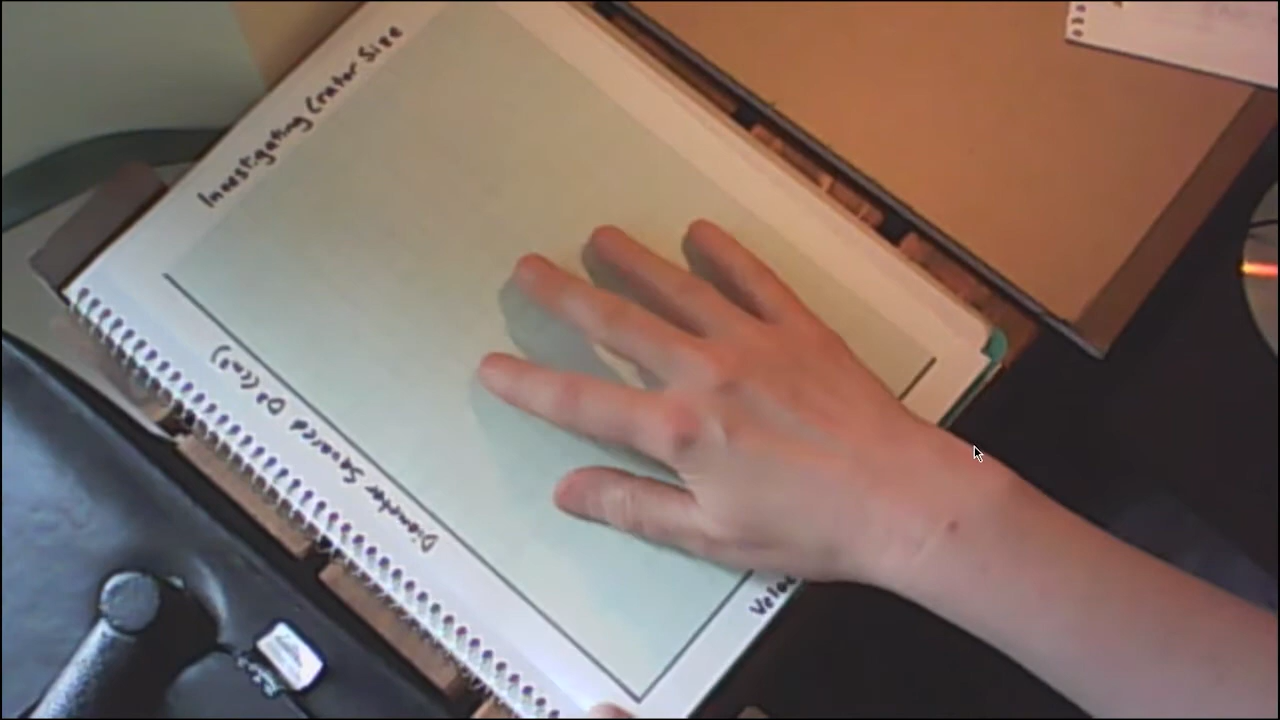 Investigating Crater Size
Diameter Squared D² (cm²)
Veloc